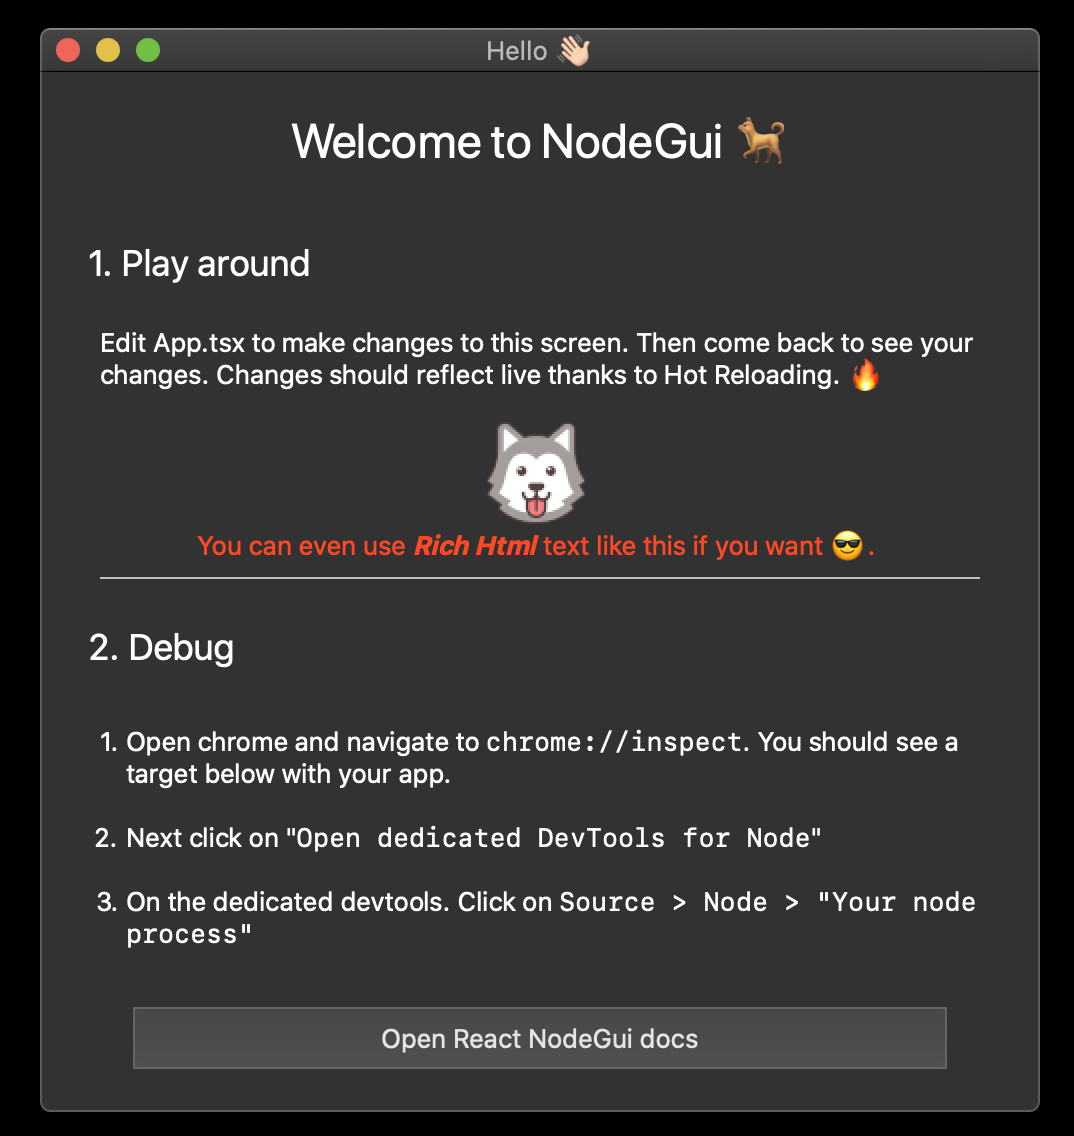 Hello 👋🏻
Welcome to NodeGui 🐕
1. Play around
Edit App.tsx to make changes to this screen. Then come back to see your
changes. Changes should reflect live thanks to Hot Reloading. 🔥
You can even use Rich Html text like this if you want 😎.
2. Debug
1. Open chrome and navigate to chrome://inspect. You should see a
target below with your app.
2. Next click on "Open dedicated DevTools for Node"
3. On the dedicated devtools. Click on Source > Node > "Your node
process"
Open React NodeGui docs